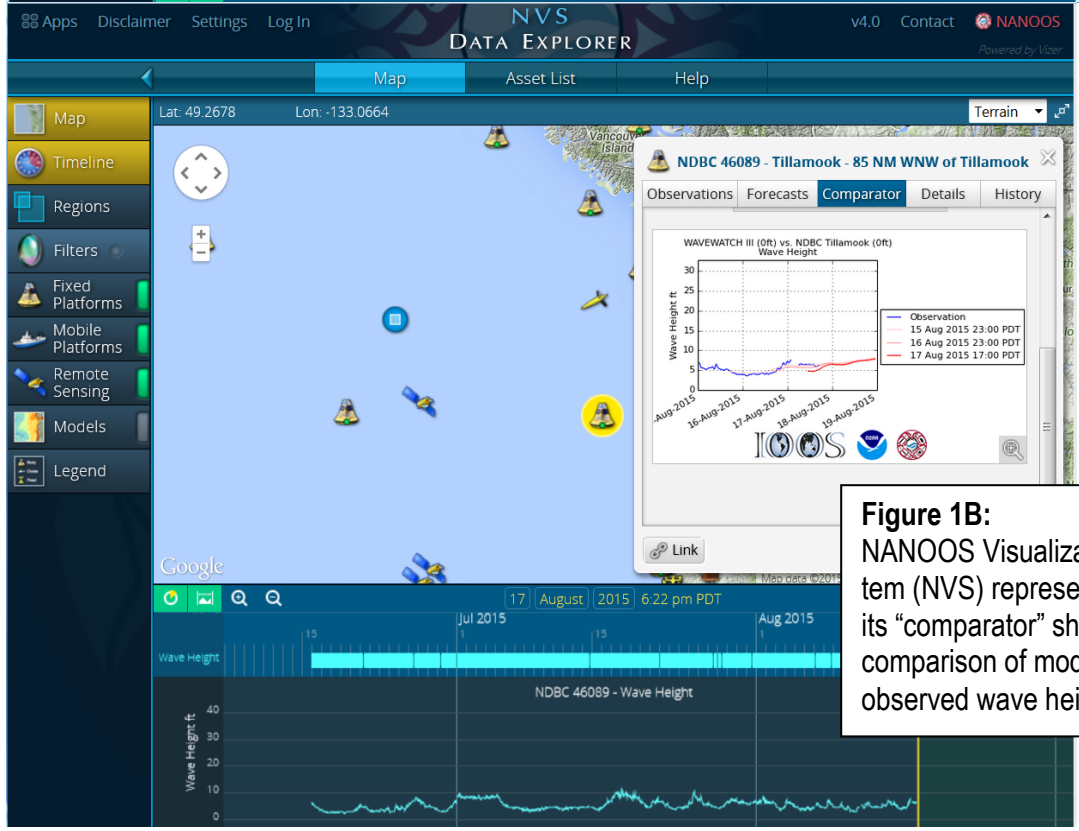 Apps Disclaimer Settings Log In
NVS
DATA EXPLORER
v4.0 Contact NANOOS
Powered by Vizer
Map Asset List Help
Lat: 49.2678 Lon: -133.0664
Terrain
Map
Timeline
Regions
Filters
Fixed
Platforms
Mobile
Platforms
Remote
Sensing
Models
Legend
Vancouver
Island
NDBC 46089 - Tillamook - 85 NM WNW of Tillamook
Observations Forecasts Comparator Details History
WAVEWATCH III (0ft) vs. NDBC Tillamook (0ft)
Wave Height
Wave Height ft
30
25
20
15
10
5
0
-Aug-2015
16-Aug-2015
17-Aug-2015
18-Aug-2015
19-Aug-2015
Observation
15 Aug 2015 23:00 PDT
16 Aug 2015 23:00 PDT
17 Aug 2015 17:00 PDT
IOOS
NOAA
Link
Google
Map data ©201
Figure 1B:
NANOOS Visualiza
tem (NVS) represe
its “comparator” sh
comparison of mod
observed wave hei
17 August 2015 6:22 pm PDT
Jul 2015 Aug 2015
15 1 15 1
Wave Height
NDBC 46089 - Wave Height
Wave Height ft
40
30
20
10
0